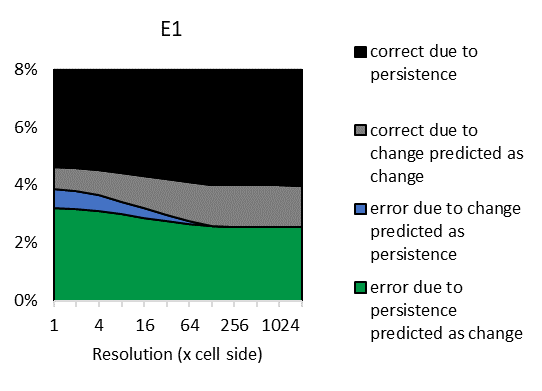 E1
8%
6%
4%
2%
0%
1 4 16 64 256 1024
Resolution (x cell side)
correct due to
persistence
correct due to
change predicted as
change
error due to change
predicted as
persistence
error due to
persistence
predicted as change